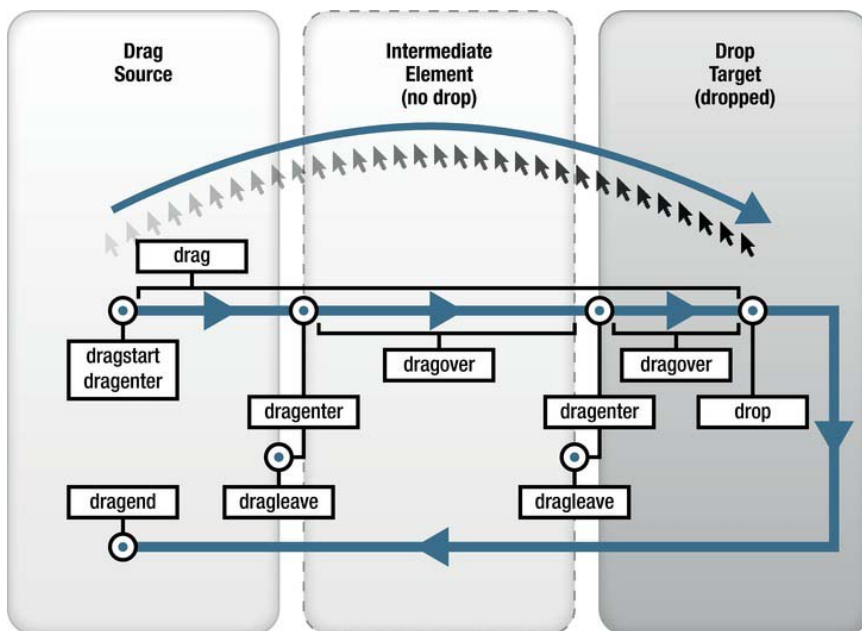 Drag
Source
Intermediate
Element
(no drop)
Drop
Target
(dropped)
drag
dragstart
dragenter
dragover
dragover
dragenter
dragenter
drop
dragend
dragleave
dragleave